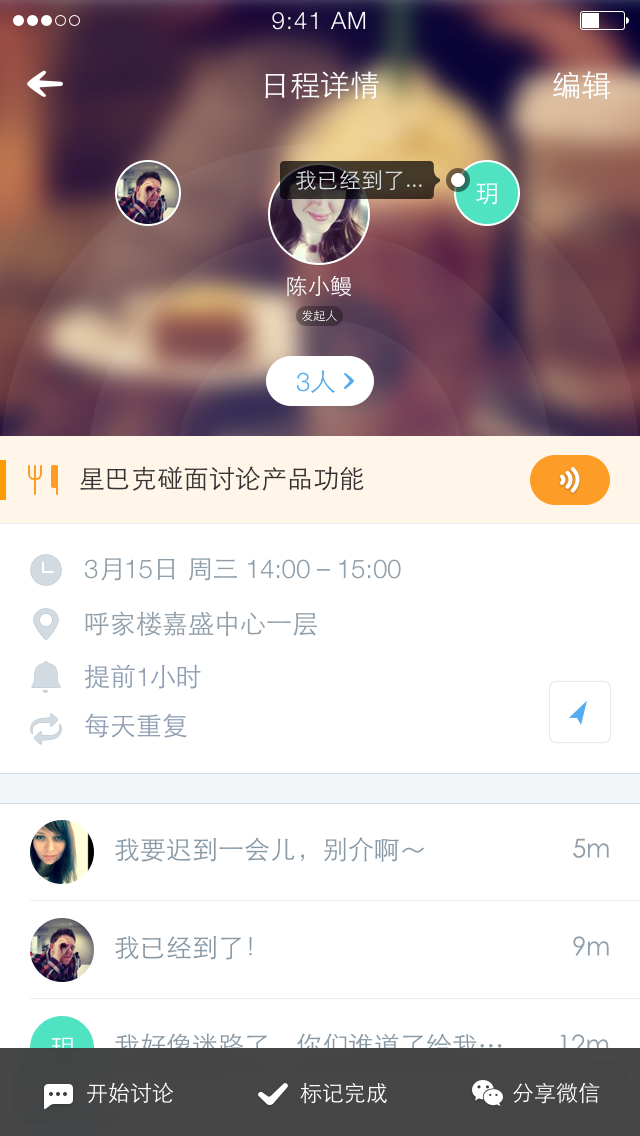 9:41 AM
日程详情
编辑
我已经到了...
玥
陈小鳗
发起人
3人
星巴克碰面讨论产品功能
3月15日 周三 14:00 – 15:00
呼家楼嘉盛中心一层
提前1小时
每天重复
我要迟到一会儿，别介啊～
5m
我已经到了！
9m
玥
我好像迷路了，你们谁道了给我…
12m
开始讨论
标记完成
分享微信